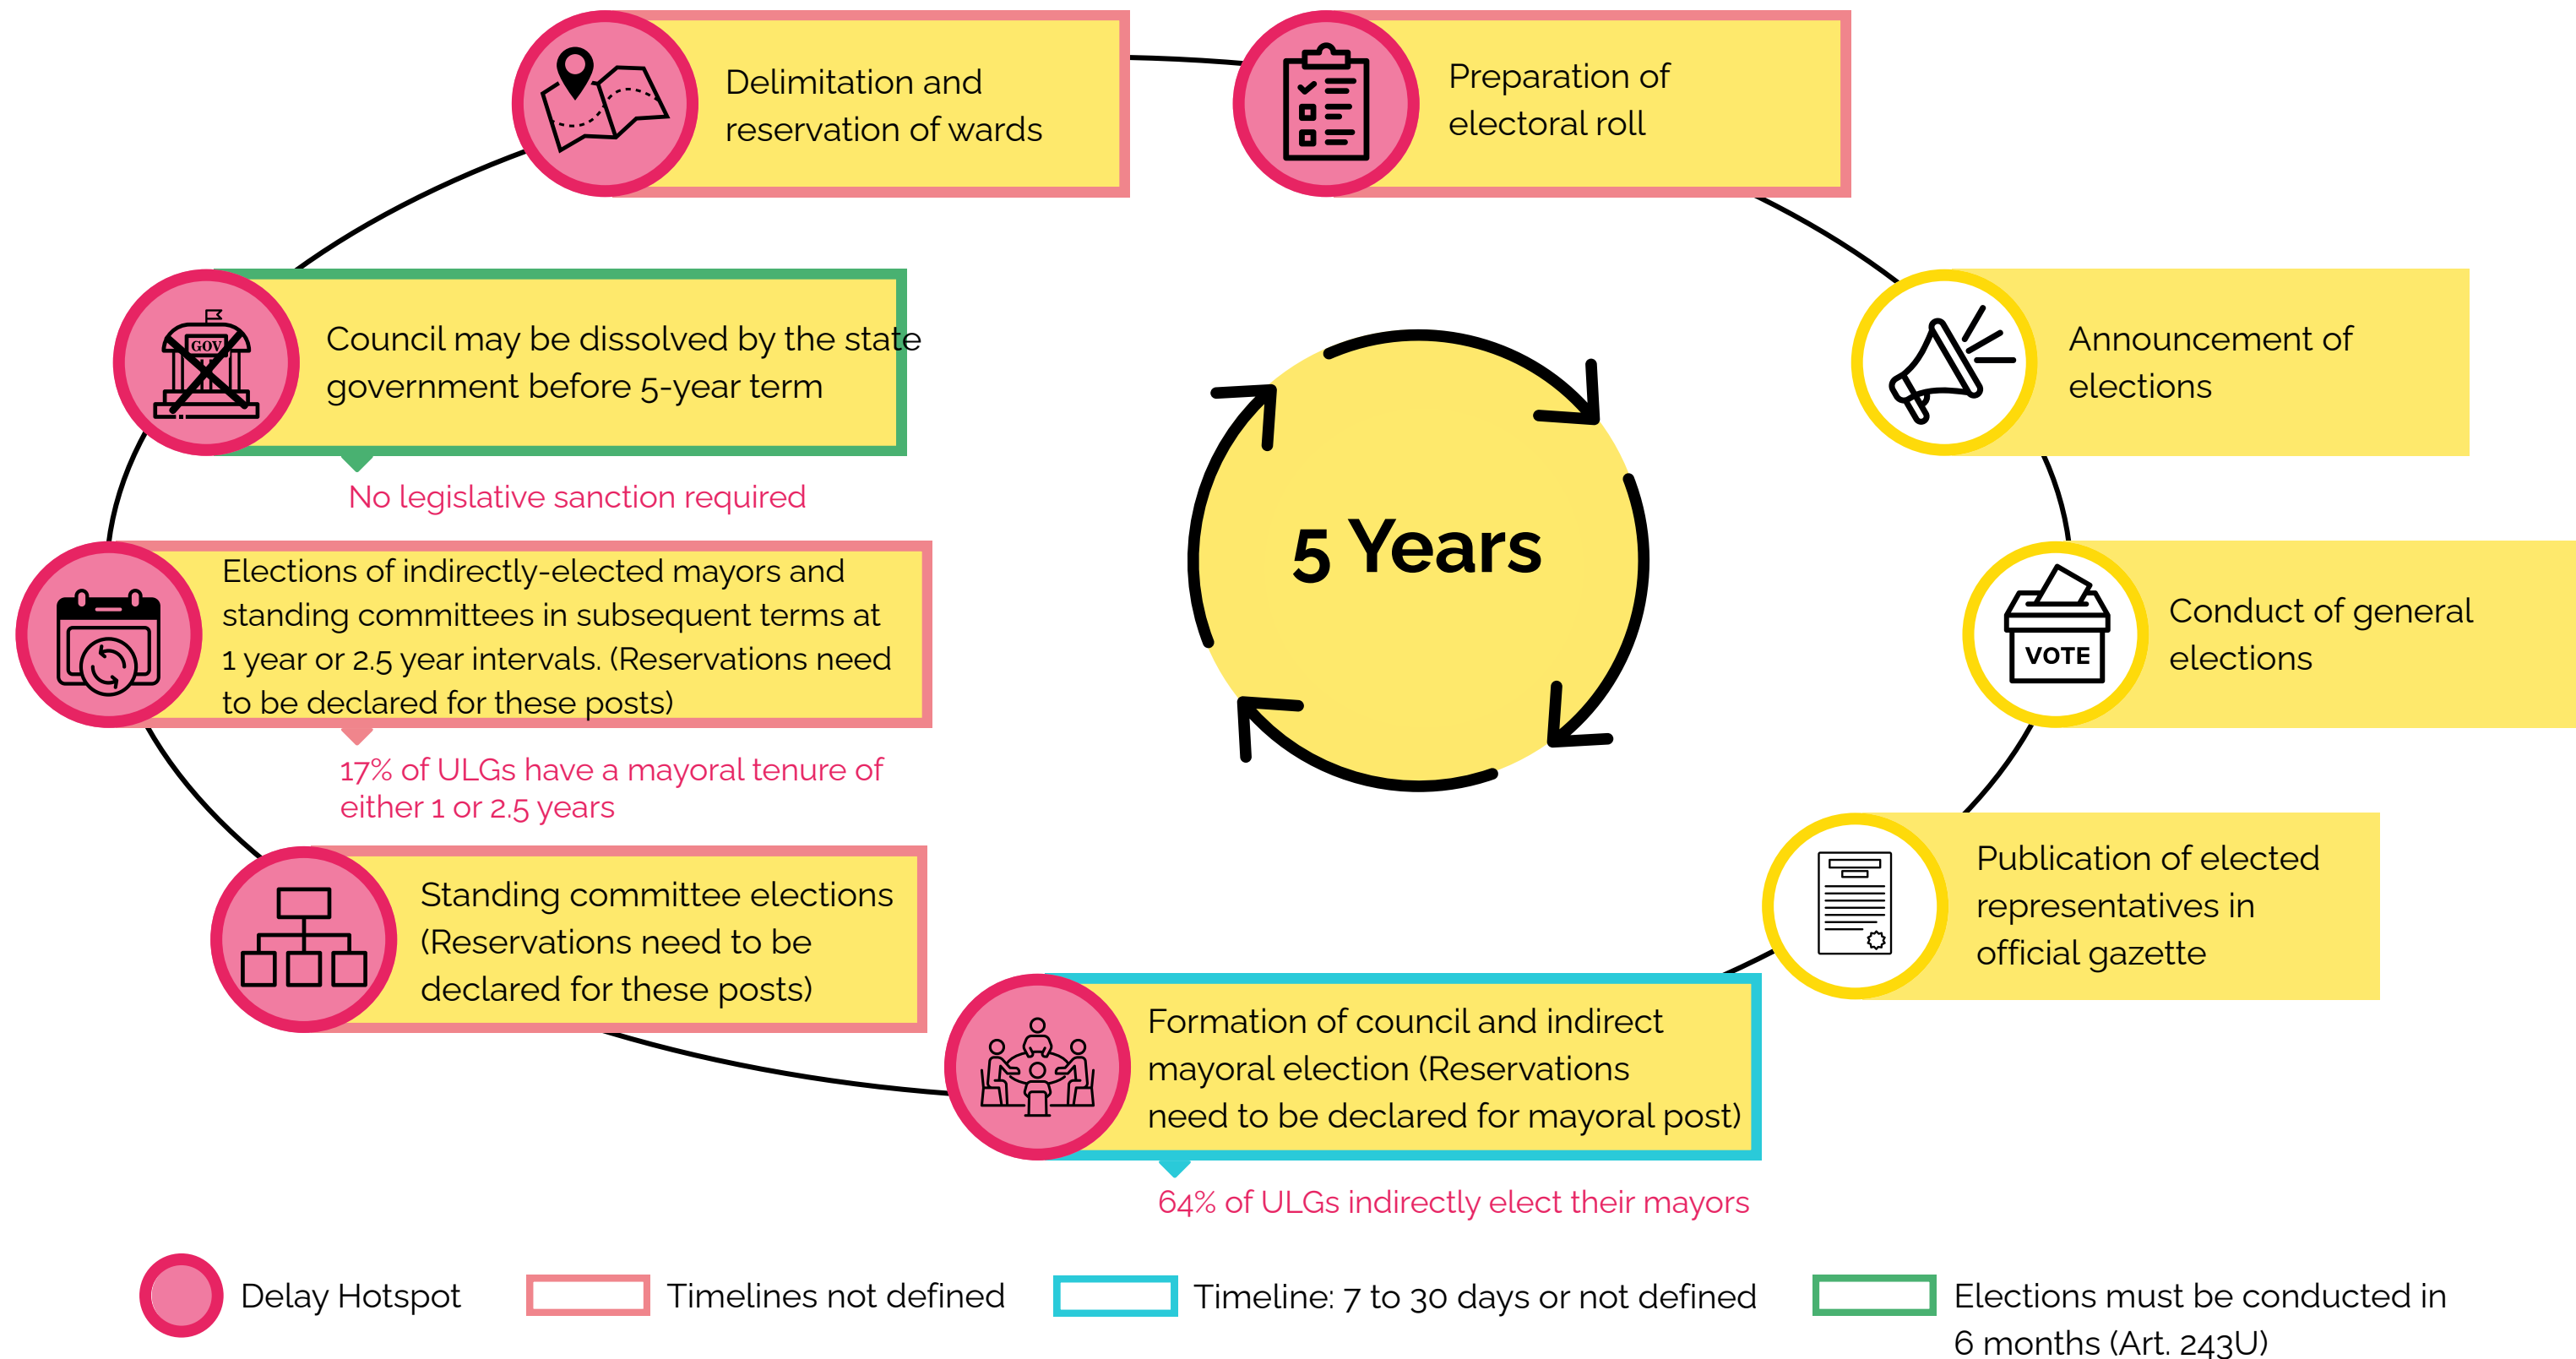 Delimitation and
reservation of wards
Preparation of
electoral roll
GOV
Council may be dissolved by the state
government before 5-year term
No legislative sanction required
Announcement of
elections
5 Years
Elections of indirectly-elected mayors and
standing committees in subsequent terms at
1 year or 2.5 year intervals. (Reservations need
to be declared for these posts)
17% of ULGs have a mayoral tenure of
either 1 or 2.5 years
VOTE
Conduct of general
elections
Publication of elected
representatives in
official gazette
Standing committee elections
(Reservations need to be
declared for these posts)
Formation of council and indirect
mayoral election (Reservations
need to be declared for mayoral post)
64% of ULGs indirectly elect their mayors
Delay Hotspot
Timelines not defined
Timeline: 7 to 30 days or not defined
Elections must be conducted in
6 months (Art. 243U)